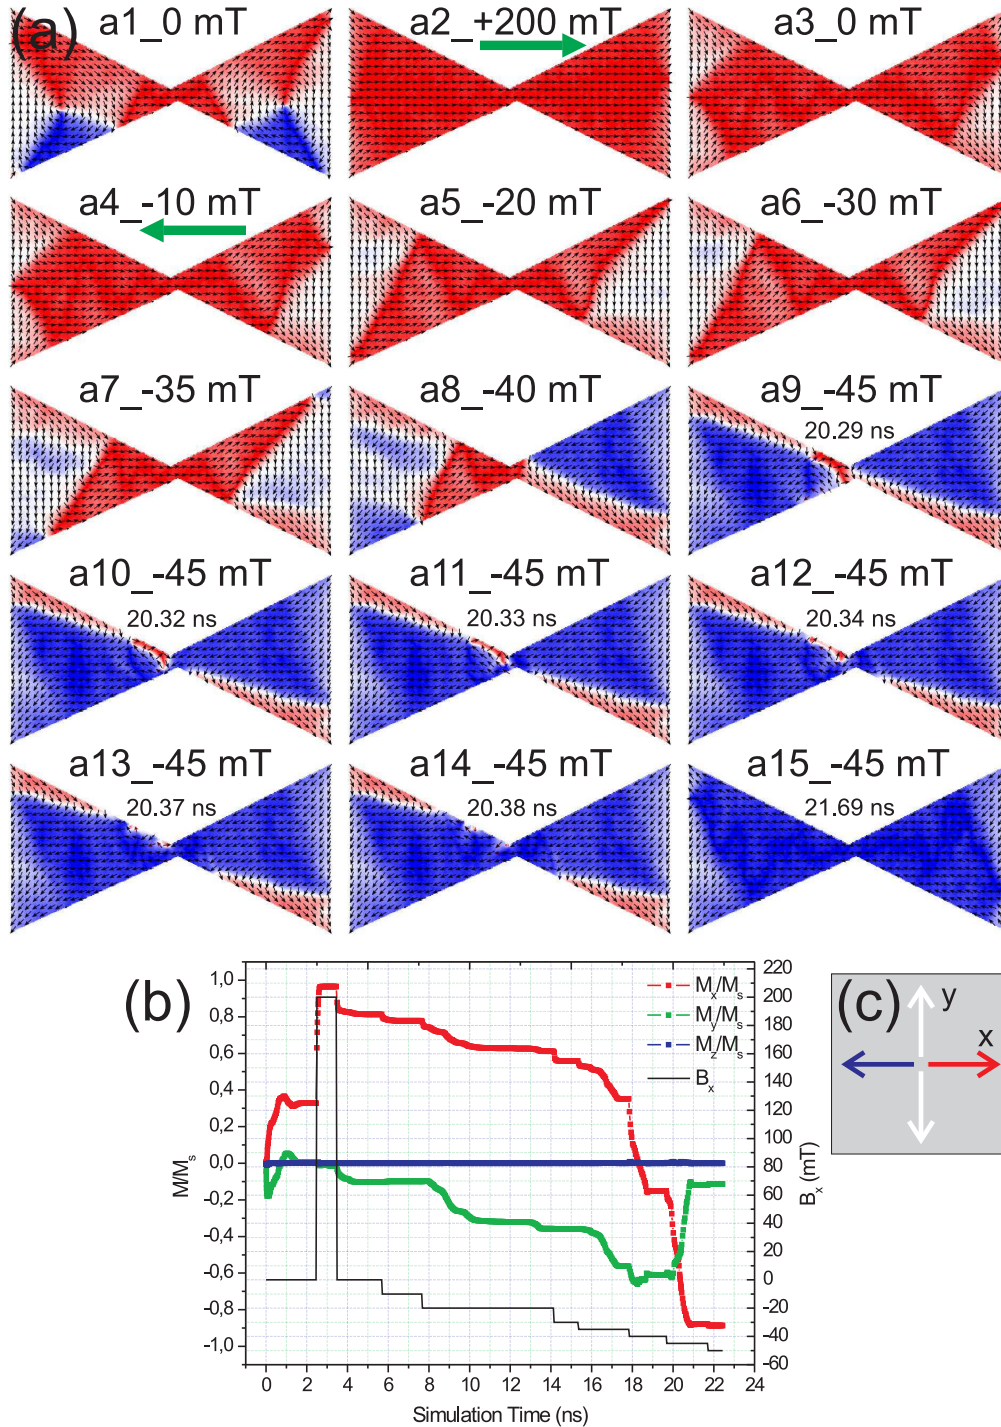 (a)
a1_0 mT
a2_+200 mT
a3_0 mT
a4_-10 mT
a5_-20 mT
a6_-30 mT
a7_-35 mT
a8_-40 mT
a9_-45 mT
20.29 ns
a10_-45 mT
20.32 ns
a11_-45 mT
20.33 ns
a12_-45 mT
20.34 ns
a13_-45 mT
20.37 ns
a14_-45 mT
20.38 ns
a15_-45 mT
21.69 ns
(b)
1,0
0,8
0,6
0,4
0,2
0,0
-0,2
-0,4
-0,6
-0,8
-1,0
M/Ms
Mx/Ms
My/Ms
Mz/Ms
Bx
220
200
180
160
140
120
100
80
60
40
20
0
-20
-40
-60
Bx (mT)
0 2 4 6 8 10 12 14 16 18 20 22 24
Simulation Time (ns)
(c)
y
x